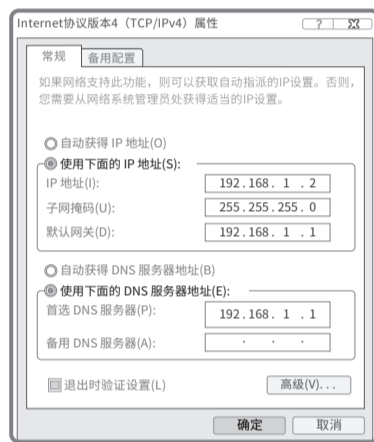 Internet协议版本4（TCP/IPv4）属性
常规 备用配置
如果网络支持此功能，则可以获取自动指派的IP设置。否则，
您需要从网络系统管理员处获得适当的IP设置。
自动获得 IP 地址(O)
使用下面的 IP 地址(S):
IP 地址(I): 192.168. 1 .2
子网掩码(U): 255.255.255.0
默认网关(D): 192.168. 1 .1
自动获得 DNS 服务器地址(B)
使用下面的 DNS 服务器地址(E):
首选 DNS 服务器(P): 192.168. 1 .1
备用 DNS 服务器(A): . . .
退出时验证设置(L) 高级(V)...
确定 取消